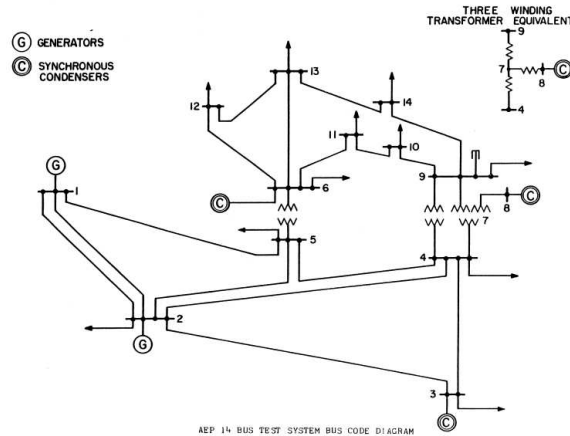 THREE WINDING
TRANSFORMER EQUIVALENT
9
7
8
C
4
G GENERATORS
C SYNCHRONOUS
CONDENSERS
13
14
12
11
10
G
1
C
6
9
8
C
7
5
4
2
G
3
C
AEP 14 BUS TEST SYSTEM BUS CODE DIAGRAM